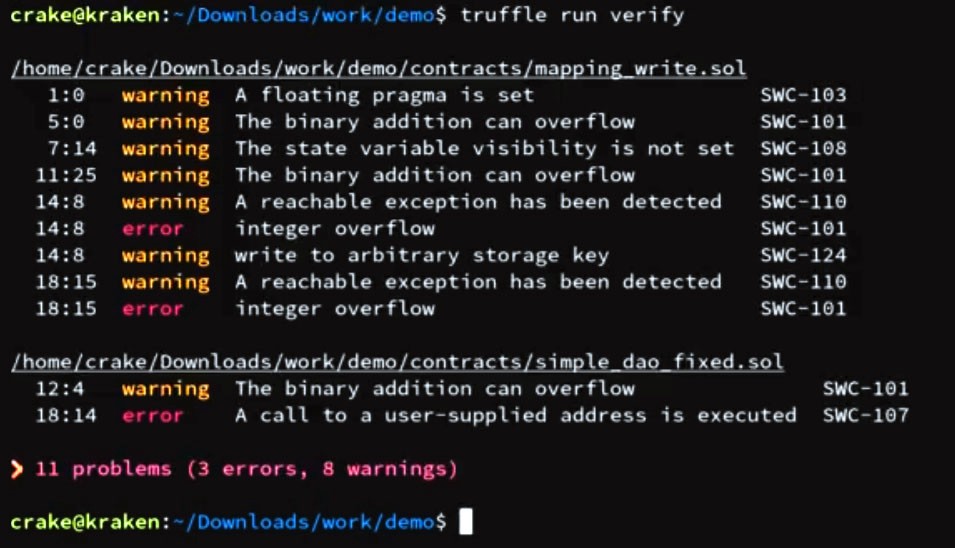 crake@kraken:~/Downloads/work/demo$ truffle run verify
/home/crake/Downloads/work/demo/contracts/mapping_write.sol
1:0 warning A floating pragma is set SWC-103
5:0 warning The binary addition can overflow SWC-101
7:14 warning The state variable visibility is not set SWC-108
11:25 warning The binary addition can overflow SWC-101
14:8 warning A reachable exception has been detected SWC-110
14:8 error integer overflow SWC-101
14:8 warning write to arbitrary storage key SWC-124
18:15 warning A reachable exception has been detected SWC-110
18:15 error integer overflow SWC-101
/home/crake/Downloads/work/demo/contracts/simple_dao_fixed.sol
12:4 warning The binary addition can overflow SWC-101
18:14 error A call to a user-supplied address is executed SWC-107
❯ 11 problems (3 errors, 8 warnings)
crake@kraken:~/Downloads/work/demo$